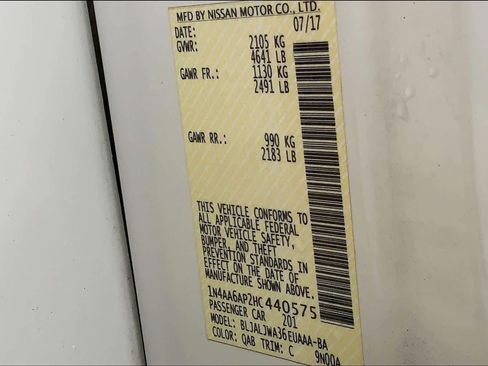 MFD BY NISSAN MOTOR CO., LTD.
DATE: 07/17
GVWR: 2105 KG
4641 LB
GAWR FR.: 1130 KG
2491 LB
GAWR RR.: 990 KG
2183 LB
THIS VEHICLE CONFORMS TO
ALL APPLICABLE FEDERAL
MOTOR VEHICLE SAFETY,
BUMPER, AND THEFT
PREVENTION STANDARDS IN
EFFECT ON THE DATE OF
MANUFACTURE SHOWN ABOVE.
1N4AA6AP2HC440575
PASSENGER CAR 201
MODEL: BLJALJWA36EUAAA-BA
COLOR: QAB TRIM: C 9N00A